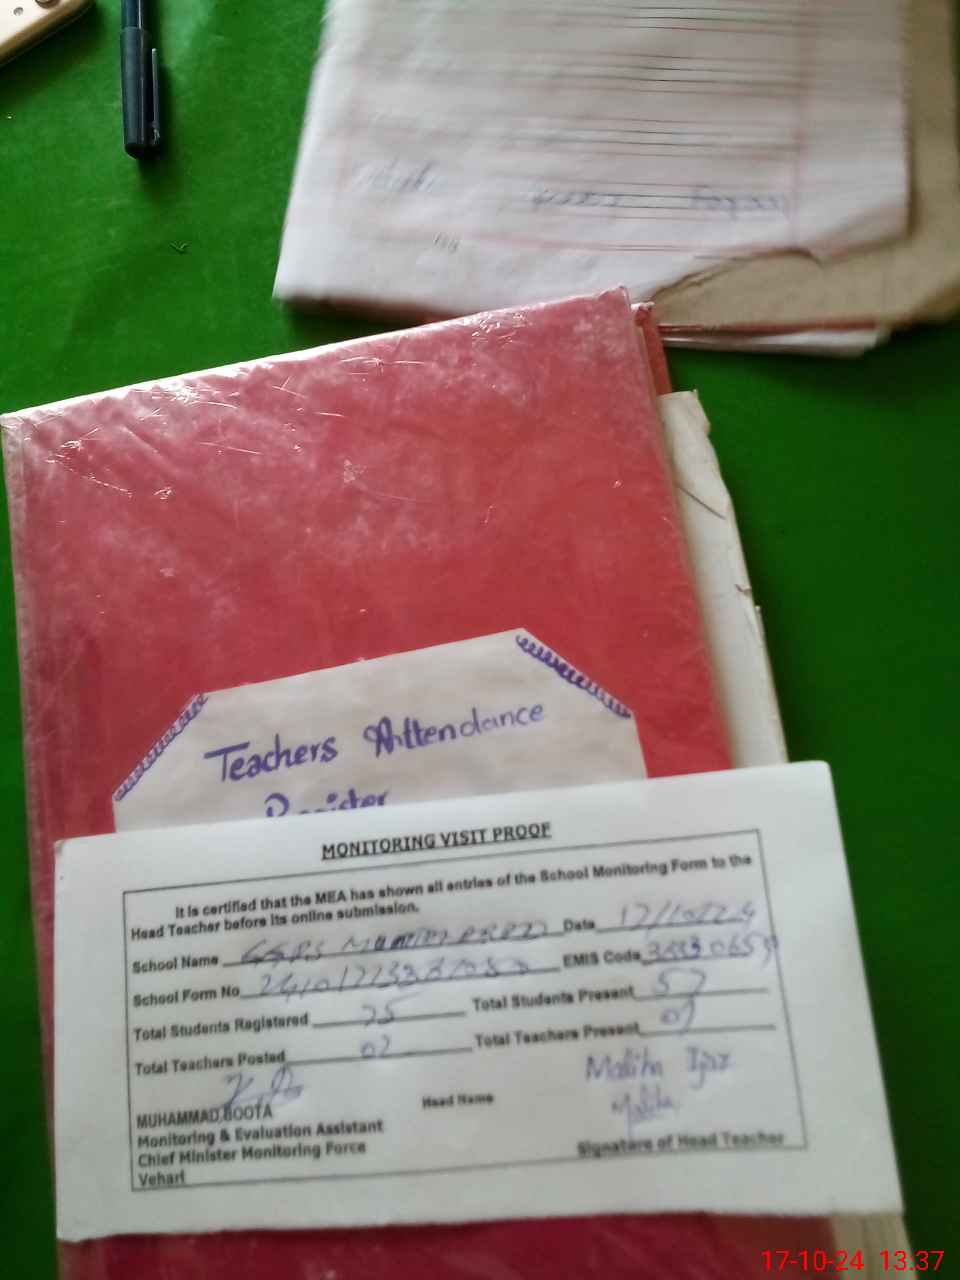 Teachers Attendance
Register
MONITORING VISIT PROOF
It is certified that the MEA has shown all entries of the School Monitoring Form to the
Head Teacher before its online submission.
School Name GGPS Date 17/10/24
School Form No EMIS Code
Total Students Registered 75 Total Students Present 57
Total Teachers Posted 02 Total Teachers Present
Maliha Ijaz
Maliha
MUHAMMAD BOOTA Head Name
Monitoring & Evaluation Assistant
Chief Minister Monitoring Force Signature of Head Teacher
Vehari
17-10-24 13.37